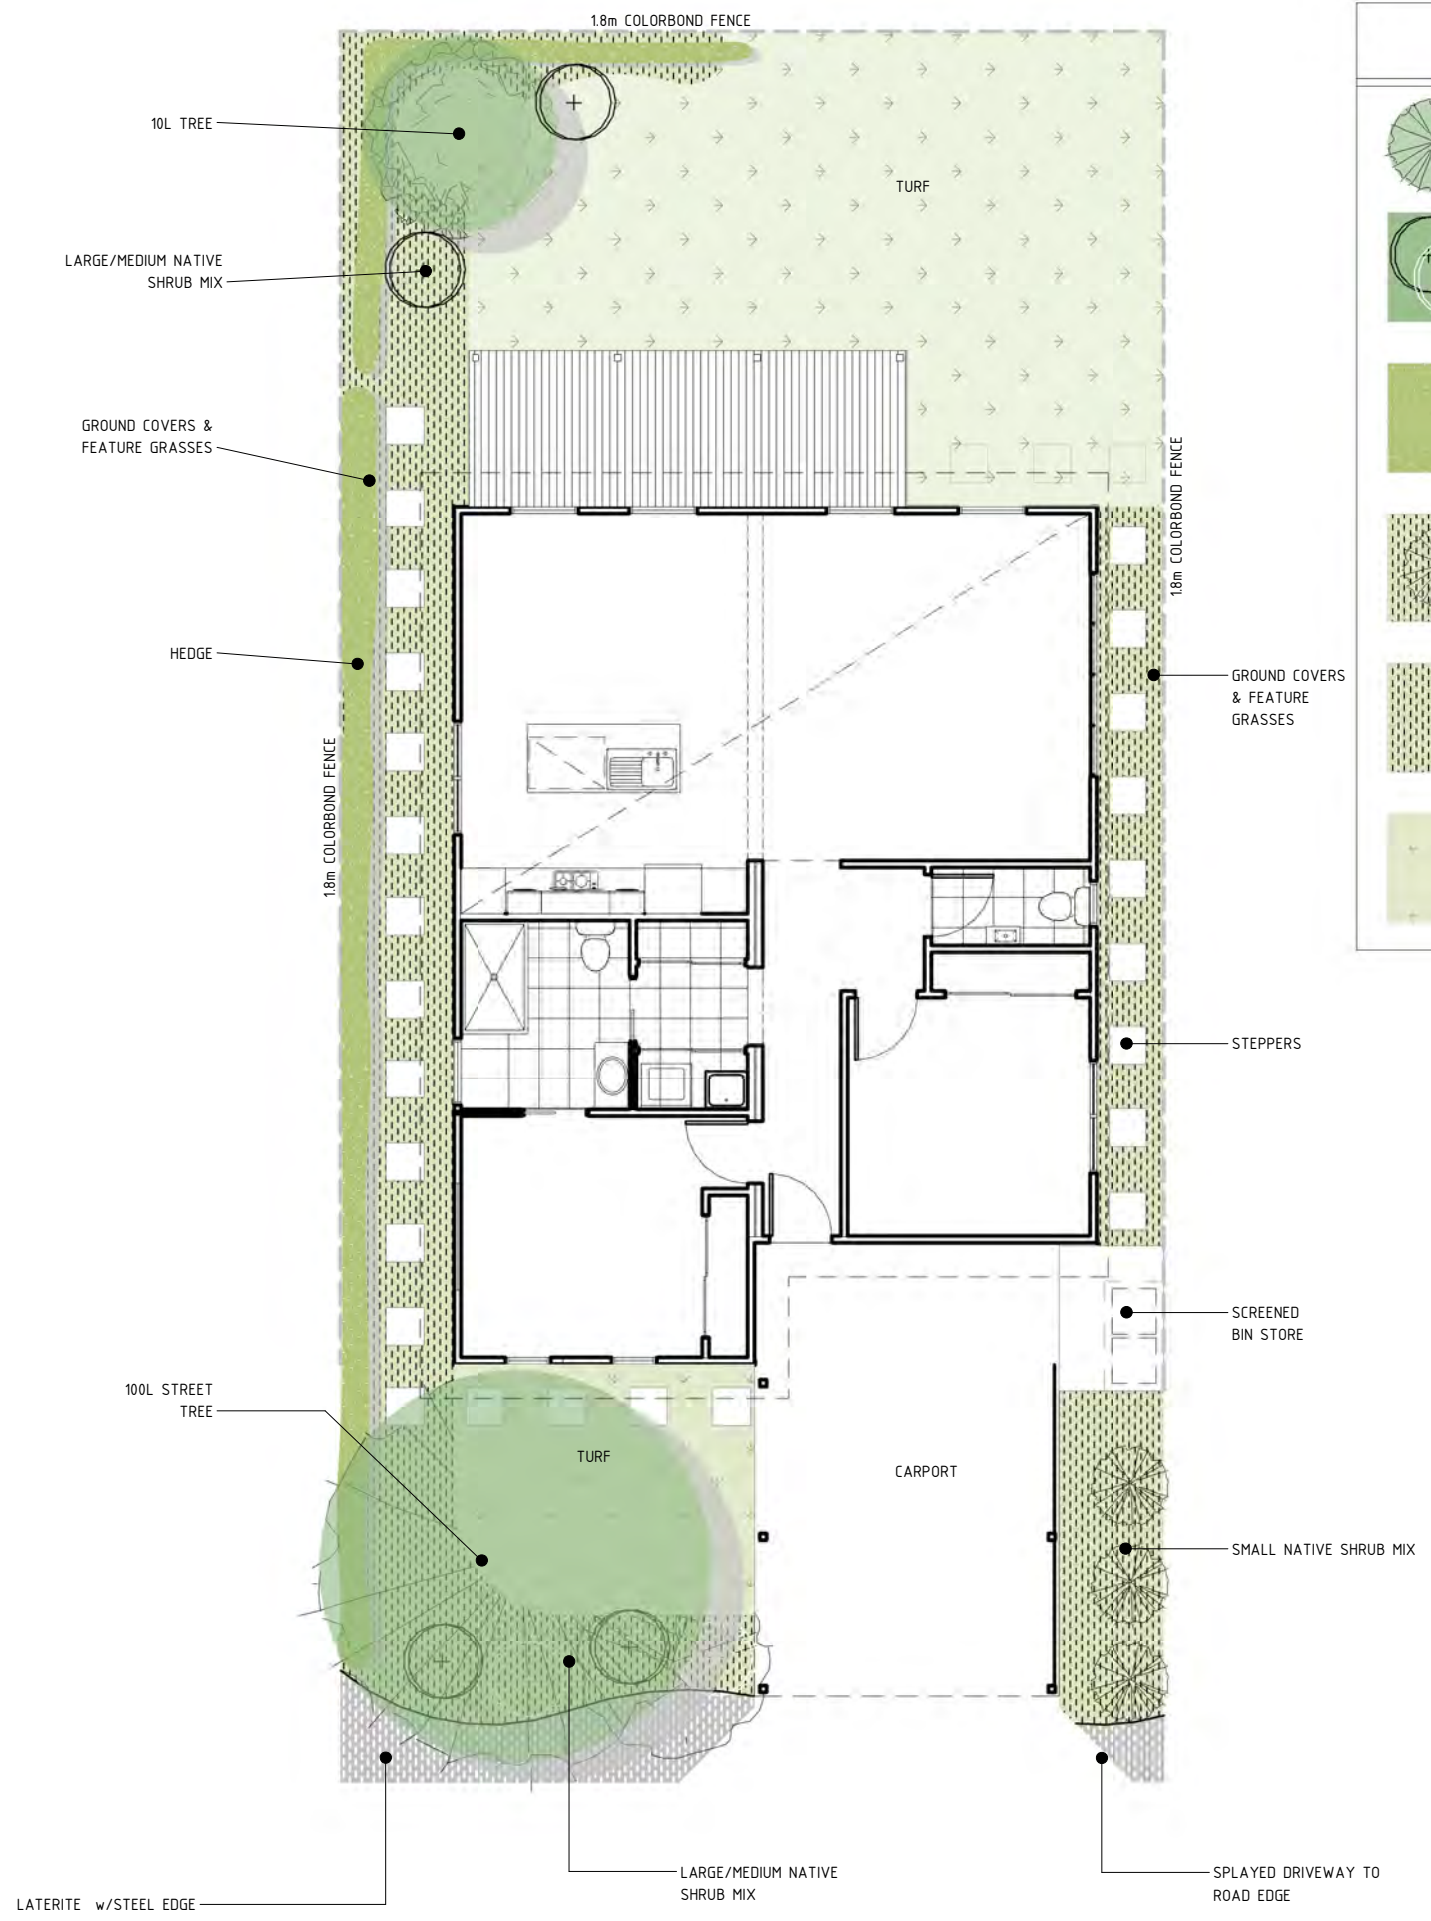 1.8m COLORBOND FENCE
10L TREE
TURF
LARGE/MEDIUM NATIVE
SHRUB MIX
GROUND COVERS &
FEATURE GRASSES
1.8m COLORBOND FENCE
HEDGE
GROUND COVERS
& FEATURE
GRASSES
1.8m COLORBOND FENCE
STEPPERS
SCREENED
BIN STORE
100L STREET
TREE
TURF
CARPORT
SMALL NATIVE SHRUB MIX
LARGE/MEDIUM NATIVE
SHRUB MIX
SPLAYED DRIVEWAY TO
ROAD EDGE
LATERITE w/STEEL EDGE